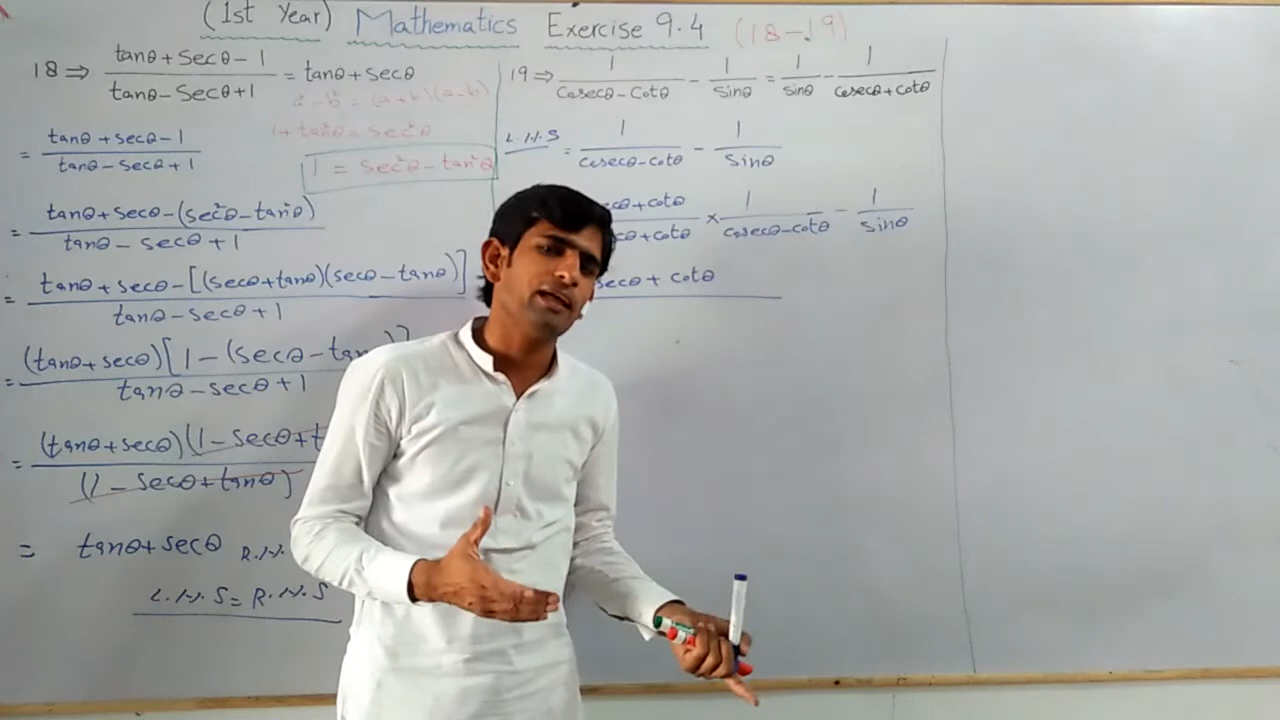 (1st Year) Mathematics Exercise 9.4 (18-19)
18⇒ (tanθ + Secθ - 1)/(tanθ - Secθ + 1) = tanθ + secθ
a² - b² = (a+b)(a-b)
1 + tan²θ = sec²θ
1 = sec²θ - tan²θ
= (tanθ + secθ - 1)/(tanθ - secθ + 1)
= (tanθ + secθ - (sec²θ - tan²θ))/(tanθ - secθ + 1)
= (tanθ + secθ - [(secθ + tanθ)(secθ - tanθ)])/(tanθ - secθ + 1)
= (tanθ + secθ)[1 - (secθ - tan )]/(tanθ - secθ + 1)
= (tanθ + secθ)(1 - secθ + t/(1 - secθ + tanθ)
= tanθ + secθ R.H.
L.H.S = R.H.S
19⇒ 1/(cosecθ - cotθ) - 1/sinθ = 1/sinθ - 1/(cosecθ + cotθ)
L.H.S = 1/(cosecθ - cotθ) - 1/sinθ
ecθ + cotθ/cθ + cotθ × 1/(cosecθ - cotθ) - 1/sinθ
secθ + cotθ